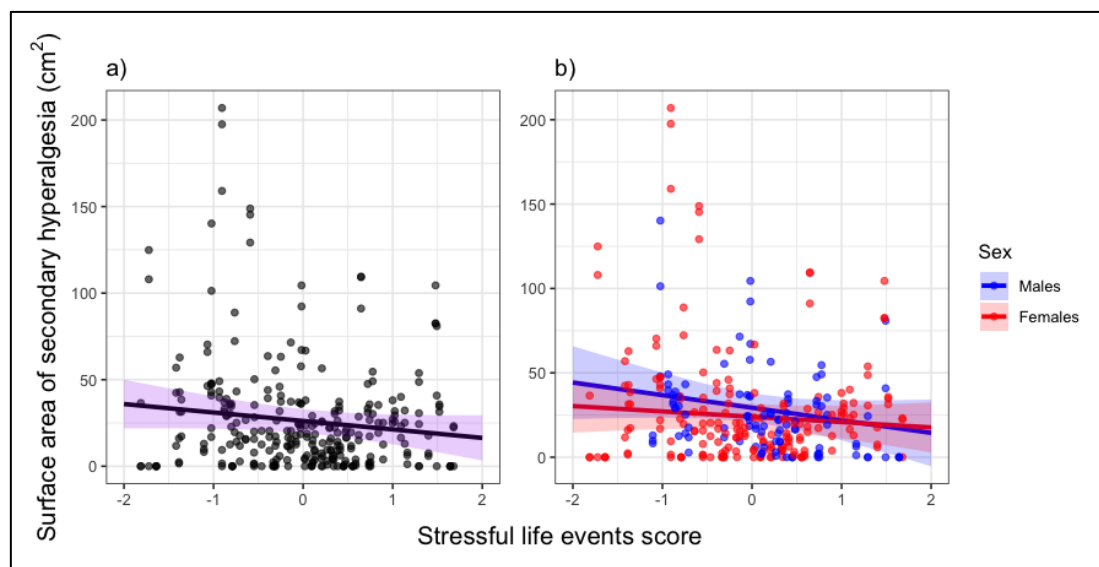 Surface area of secondary hyperalgesia (cm²)
a)
200
150
100
50
0
-2 -1 0 1 2
b)
200
150
100
50
0
-2 -1 0 1 2
Stressful life events score
Sex
Males
Females